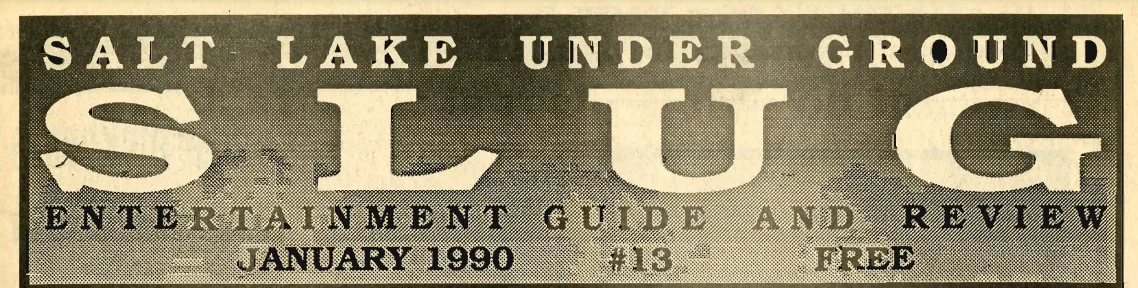 SALT LAKE UNDER GROUND
SLUG
ENTERTAINMENT GUIDE AND REVIEW
JANUARY 1990 #13 FREE